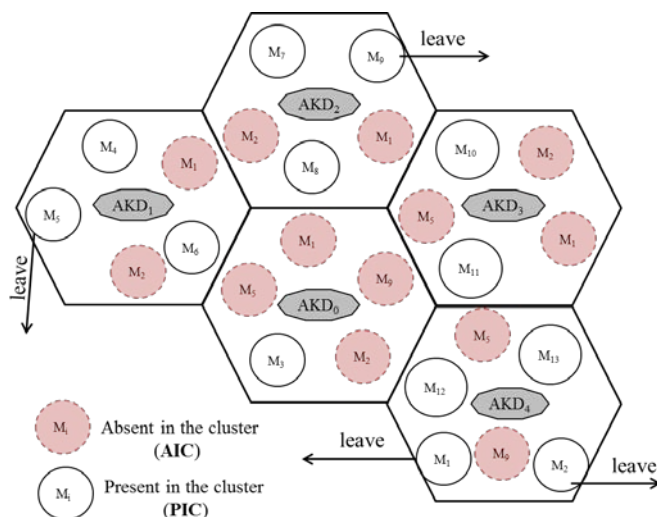 leave
M7
M9
AKD2
M2
M1
M8
M4
M1
AKD1
M5
M6
M2
leave
M10
M2
AKD3
M5
M1
M11
M1
M5
M9
AKD0
M3
M2
M5
M13
M12
AKD4
leave
M1
M9
M2
leave
Mi
Absent in the cluster
(AIC)
Mi
Present in the cluster
(PIC)